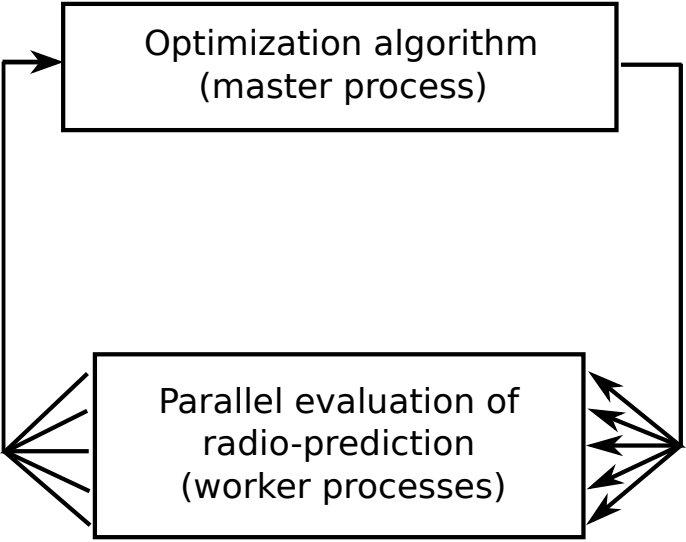 Optimization algorithm
(master process)
Parallel evaluation of
radio-prediction
(worker processes)